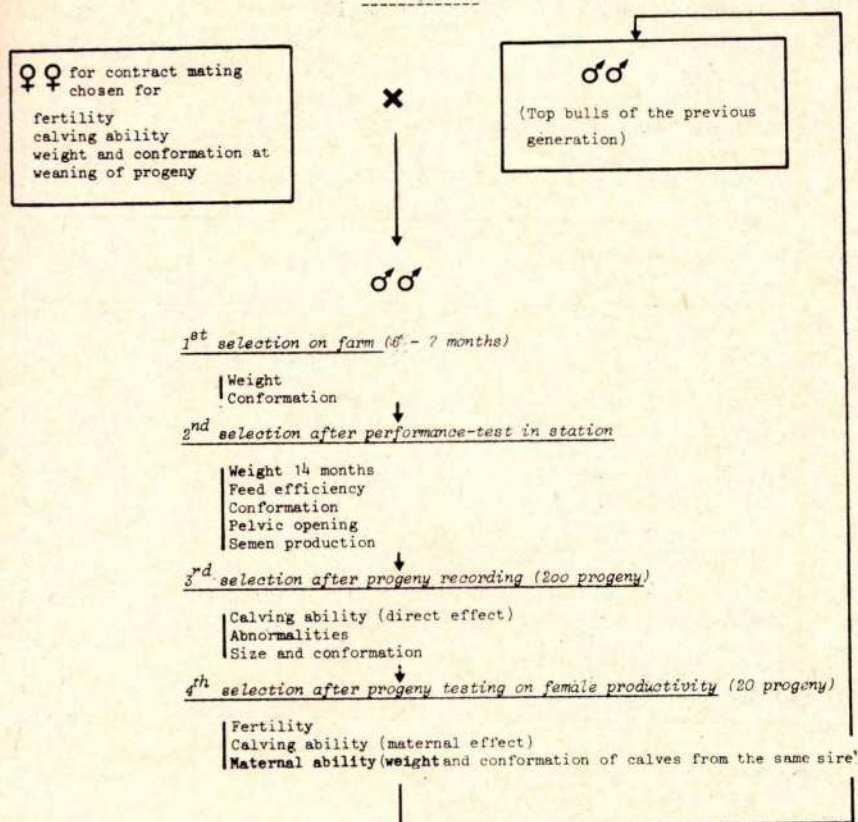 ♀♀ for contract mating
chosen for
fertility
calving ability
weight and conformation at
weaning of progeny
×
♂♂
(Top bulls of the previous
generation)
♂♂
1st selection on farm (6 - 7 months)
Weight
Conformation
2nd selection after performance-test in station
Weight 14 months
Feed efficiency
Conformation
Pelvic opening
Semen production
3rd selection after progeny recording (200 progeny)
Calving ability (direct effect)
Abnormalities
Size and conformation
4th selection after progeny testing on female productivity (20 progeny)
Fertility
Calving ability (maternal effect)
Maternal ability (weight and conformation of calves from the same sire)